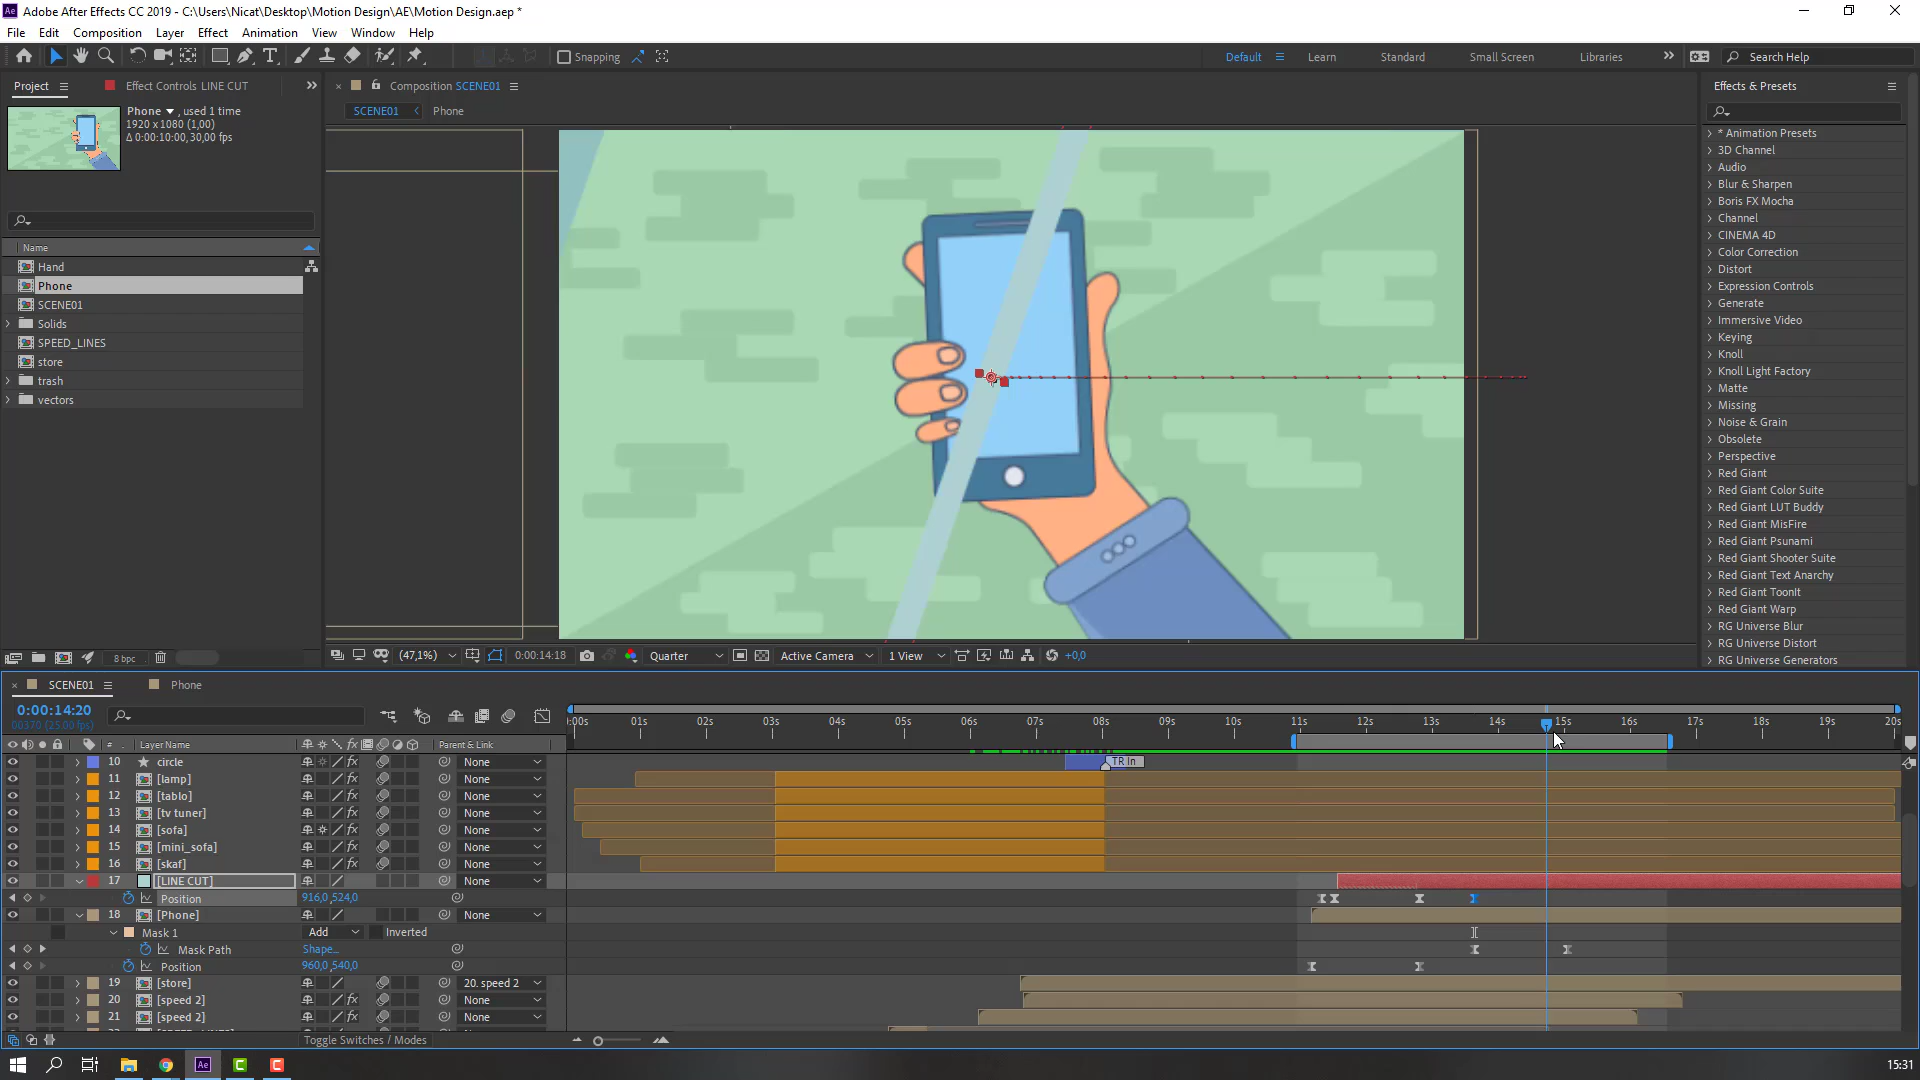 Adobe After Effects CC 2019 - C:\Users\Nicat\Desktop\Motion Design\AE\Motion Design.aep *
File Edit Composition Layer Effect Animation View Window Help
Snapping
Default Learn Standard Small Screen Libraries Search Help
Project Effect Controls LINE CUT
Phone , used 1 time
1920 x 1080 (1,00)
Δ 0:00:10:00, 30,00 fps
Name
Hand
Phone
SCENE01
Solids
SPEED_LINES
store
trash
vectors
8 bpc
Composition SCENE01
SCENE01 Phone
(47,1%) 0:00:14:18 Quarter Active Camera 1 View +0,0
Effects & Presets
* Animation Presets
3D Channel
Audio
Blur & Sharpen
Boris FX Mocha
Channel
CINEMA 4D
Color Correction
Distort
Expression Controls
Generate
Immersive Video
Keying
Knoll
Knoll Light Factory
Matte
Missing
Noise & Grain
Obsolete
Perspective
Red Giant
Red Giant Color Suite
Red Giant LUT Buddy
Red Giant MisFire
Red Giant Psunami
Red Giant Shooter Suite
Red Giant Text Anarchy
Red Giant ToonIt
Red Giant Warp
RG Universe Blur
RG Universe Distort
RG Universe Generators
SCENE01 Phone
0:00:14:20
00370 (25.00 fps)
:00s 01s 02s 03s 04s 05s 06s 07s 08s 09s 10s 11s 12s 13s 14s 15s 16s 17s 18s 19s 20s
# Layer Name fx Parent & Link
10 circle None TR In
11 [lamp] fx None
12 [tablo] fx None
13 [tv tuner] fx None
14 [sofa] fx None
15 [mini_sofa] fx None
16 [skaf] fx None
17 [LINE CUT] None
Position 916,0,524,0
18 [Phone] None
Mask 1 Add Inverted
Mask Path Shape...
Position 960,0,540,0
19 [store] 20. speed 2
20 [speed 2] fx None
21 [speed 2] fx None
Toggle Switches / Modes
15:31